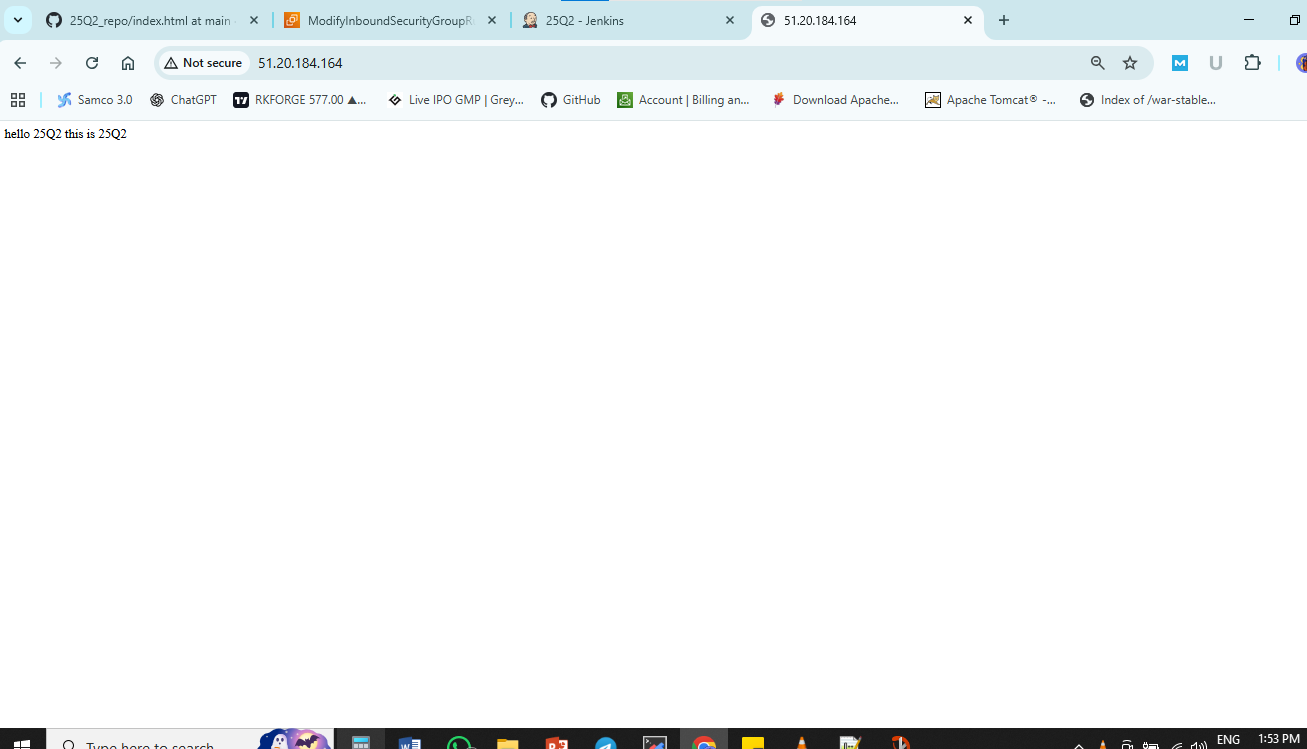 25Q2_repo/index.html at main
ModifyInboundSecurityGroupRu
25Q2 - Jenkins
51.20.184.164
Not secure
51.20.184.164
Samco 3.0
ChatGPT
RKFORGE 577.00 ▲...
Live IPO GMP | Grey...
GitHub
Account | Billing an...
Download Apache...
Apache Tomcat® -...
Index of /war-stable...
hello 25Q2 this is 25Q2
Type here to search
ENG
1:53 PM